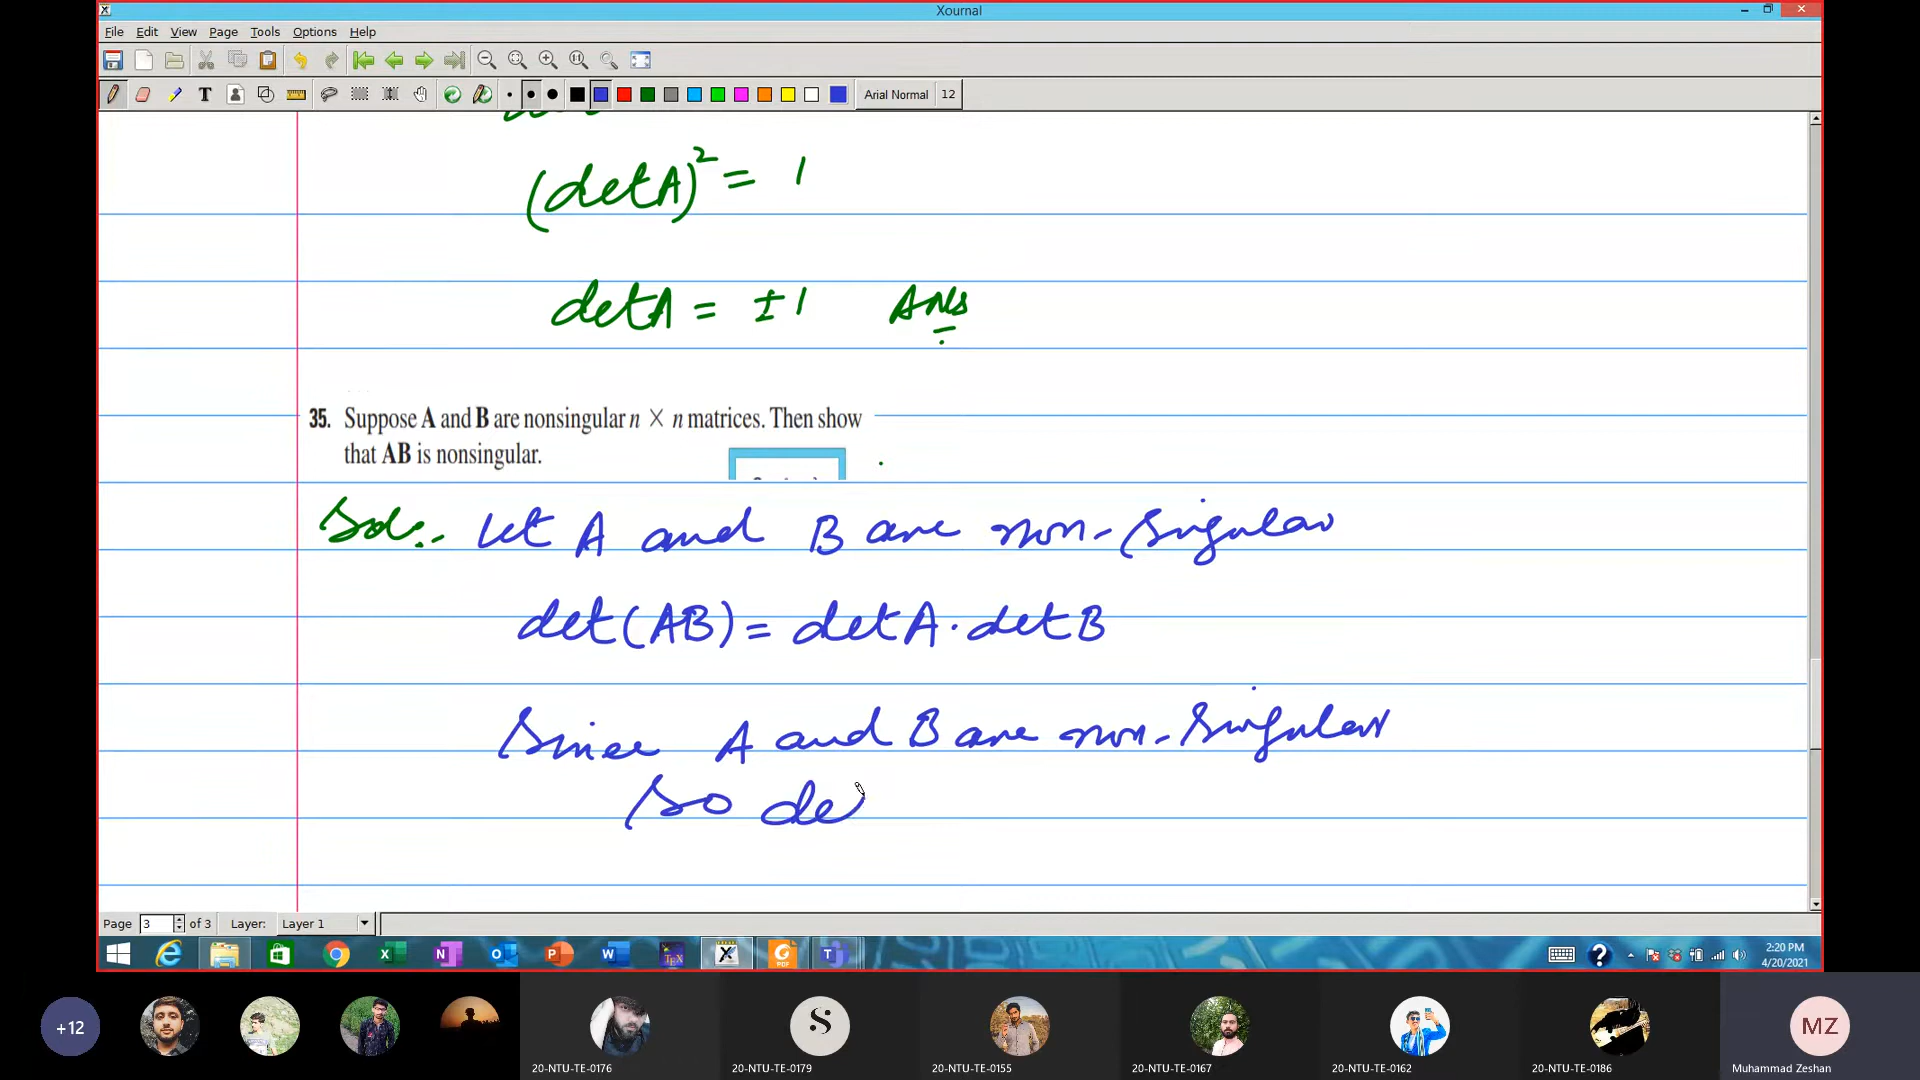 Xournal
File Edit View Page Tools Options Help
Arial Normal 12
(detA)² = 1
detA = ±1 Ans
35. Suppose A and B are nonsingular n × n matrices. Then show
that AB is nonsingular.
Sol:- Let A and B are non-singular
det(AB) = detA·detB
Since A and B are non-singular
So de
Page 3 of 3 Layer: Layer 1
2:20 PM
4/20/2021
+12
S
MZ
20-NTU-TE-0176
20-NTU-TE-0179
20-NTU-TE-0155
20-NTU-TE-0167
20-NTU-TE-0162
20-NTU-TE-0186
Muhammad Zeshan